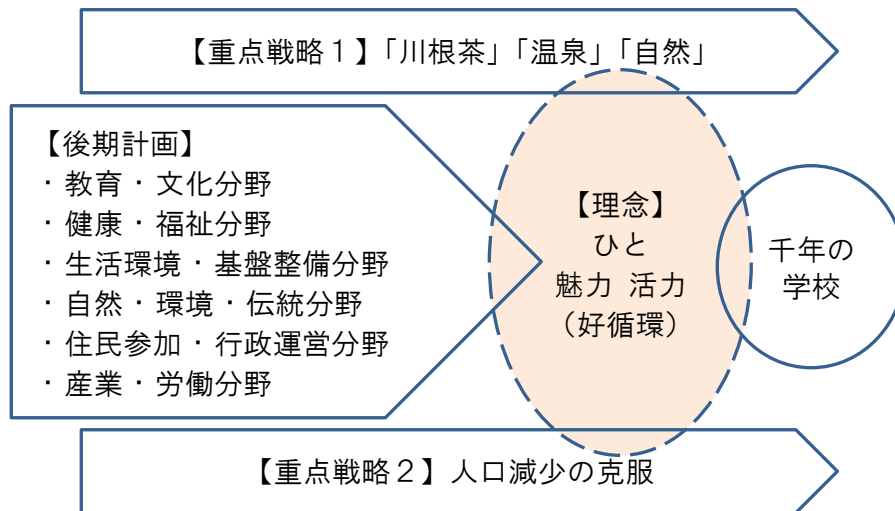 【重点戦略１】「川根茶」「温泉」「自然」
【後期計画】
・教育・文化分野
・健康・福祉分野
・生活環境・基盤整備分野
・自然・環境・伝統分野
・住民参加・行政運営分野
・産業・労働分野
【理念】
ひと
魅力 活力
（好循環）
千年の
学校
【重点戦略２】人口減少の克服